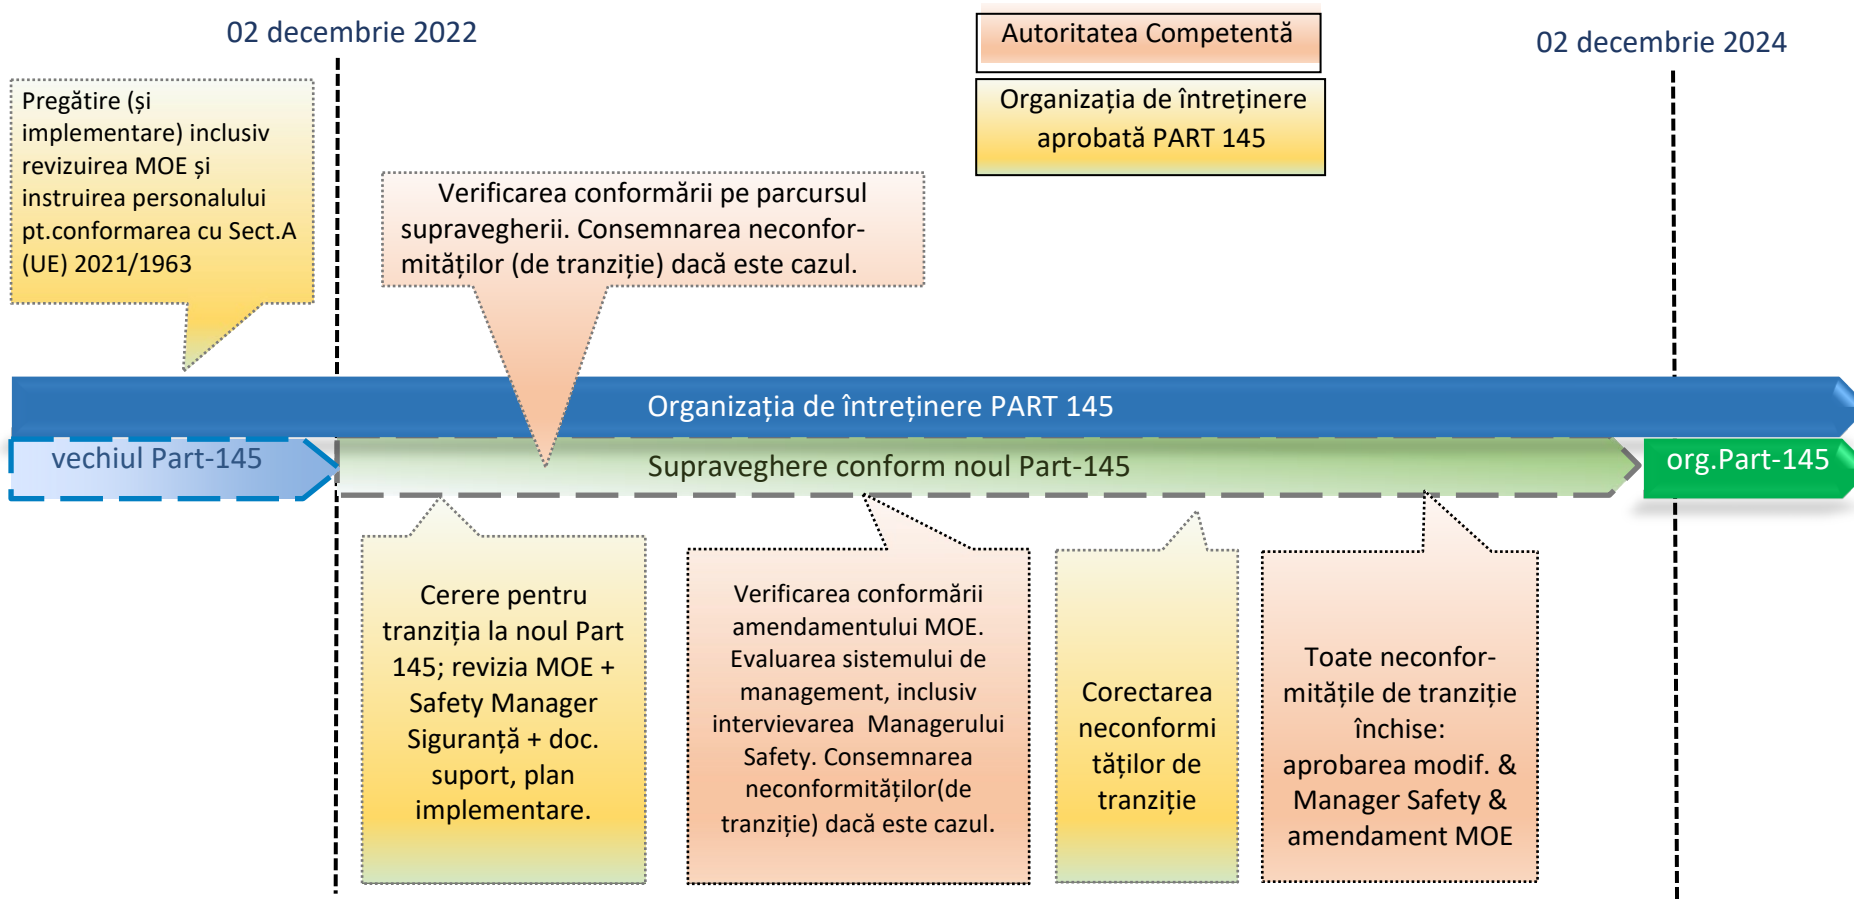 02 decembrie 2022
Autoritatea Competentă
02 decembrie 2024
Organizația de întreținere
aprobată PART 145
Pregătire (și
implementare) inclusiv
revizuirea MOE și
instruirea personalului
pt.conformarea cu Sect.A
(UE) 2021/1963
Verificarea conformării pe parcursul
supravegherii. Consemnarea neconfor-
mităților (de tranziție) dacă este cazul.
Organizația de întreținere PART 145
vechiul Part-145
Supraveghere conform noul Part-145
org.Part-145
Cerere pentru
tranziția la noul Part
145; revizia MOE +
Safety Manager
Siguranță + doc.
suport, plan
implementare.
Verificarea conformării
amendamentului MOE.
Evaluarea sistemului de
management, inclusiv
intervievarea Managerului
Safety. Consemnarea
neconformităților(de
tranziție) dacă este cazul.
Corectarea
neconformi
tăților de
tranziție
Toate neconfor-
mitățile de tranziție
închise:
aprobarea modif. &
Manager Safety &
amendament MOE